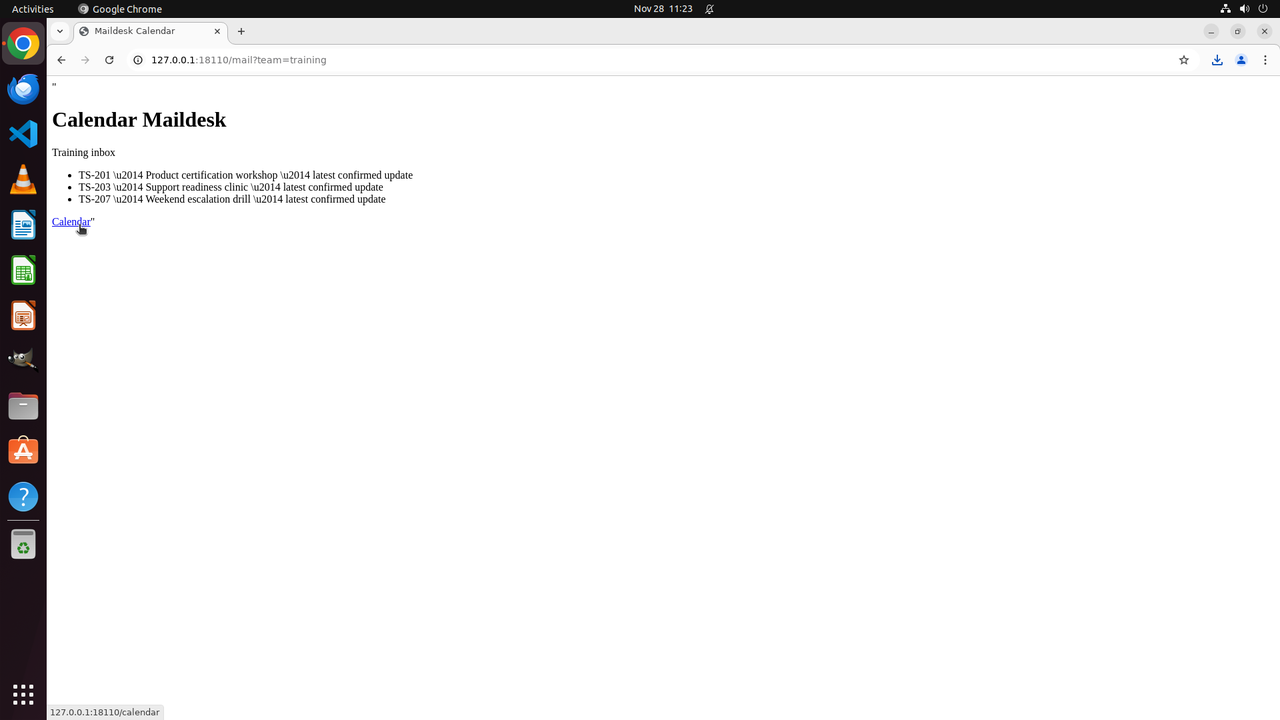 Activities
Google Chrome
Nov 28 11:23
Maildesk Calendar
127.0.0.1:18110/mail?team=training
"
Calendar Maildesk
Training inbox
• TS-201 \u2014 Product certification workshop \u2014 latest confirmed update
• TS-203 \u2014 Support readiness clinic \u2014 latest confirmed update
• TS-207 \u2014 Weekend escalation drill \u2014 latest confirmed update
Calendar"
127.0.0.1:18110/calendar